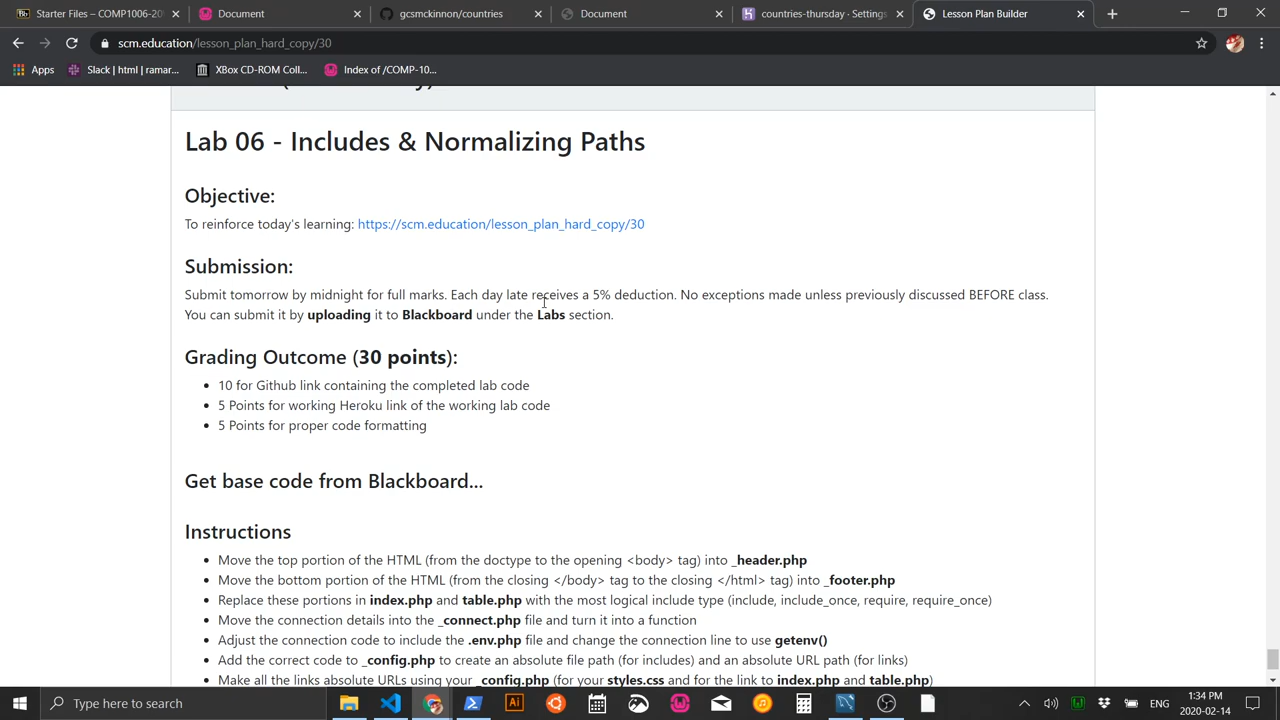 Starter Files – COMP1006-20
Document
gcsmckinnon/countries
Document
countries-thursday · Settings
Lesson Plan Builder
scm.education/lesson_plan_hard_copy/30
Apps
Slack | html | ramar...
XBox CD-ROM Coll...
Index of /COMP-10...
Lab 06 - Includes & Normalizing Paths
Objective:
To reinforce today's learning: https://scm.education/lesson_plan_hard_copy/30
Submission:
Submit tomorrow by midnight for full marks. Each day late receives a 5% deduction. No exceptions made unless previously discussed BEFORE class.
You can submit it by uploading it to Blackboard under the Labs section.
Grading Outcome (30 points):
• 10 for Github link containing the completed lab code
• 5 Points for working Heroku link of the working lab code
• 5 Points for proper code formatting
Get base code from Blackboard...
Instructions
• Move the top portion of the HTML (from the doctype to the opening <body> tag) into _header.php
• Move the bottom portion of the HTML (from the closing </body> tag to the closing </html> tag) into _footer.php
• Replace these portions in index.php and table.php with the most logical include type (include, include_once, require, require_once)
• Move the connection details into the _connect.php file and turn it into a function
• Adjust the connection code to include the .env.php file and change the connection line to use getenv()
• Add the correct code to _config.php to create an absolute file path (for includes) and an absolute URL path (for links)
• Make all the links absolute URLs using your _config.php (for your styles.css and for the link to index.php and table.php)
Type here to search
1:34 PM
2020-02-14